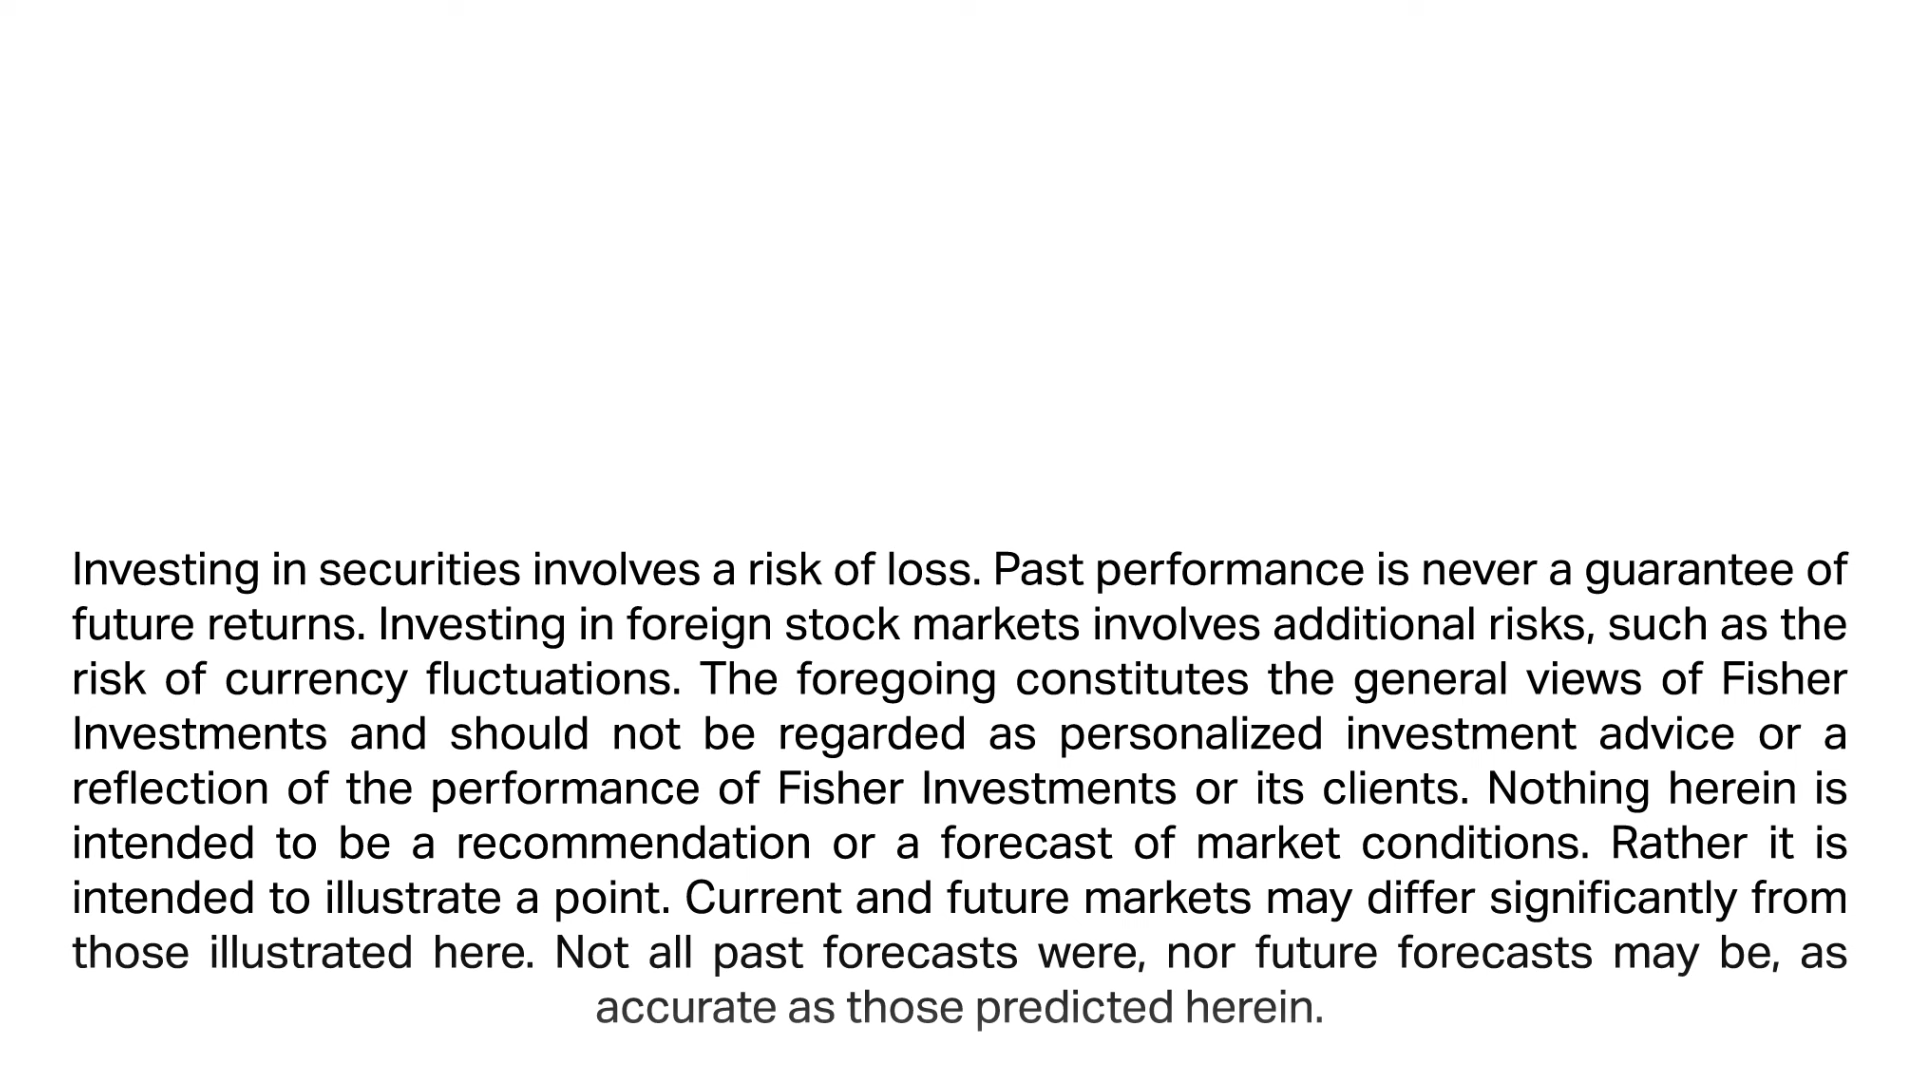 Investing in securities involves a risk of loss. Past performance is never a guarantee of
future returns. Investing in foreign stock markets involves additional risks, such as the
risk of currency fluctuations. The foregoing constitutes the general views of Fisher
Investments and should not be regarded as personalized investment advice or a
reflection of the performance of Fisher Investments or its clients. Nothing herein is
intended to be a recommendation or a forecast of market conditions. Rather it is
intended to illustrate a point. Current and future markets may differ significantly from
those illustrated here. Not all past forecasts were, nor future forecasts may be, as
accurate as those predicted herein.